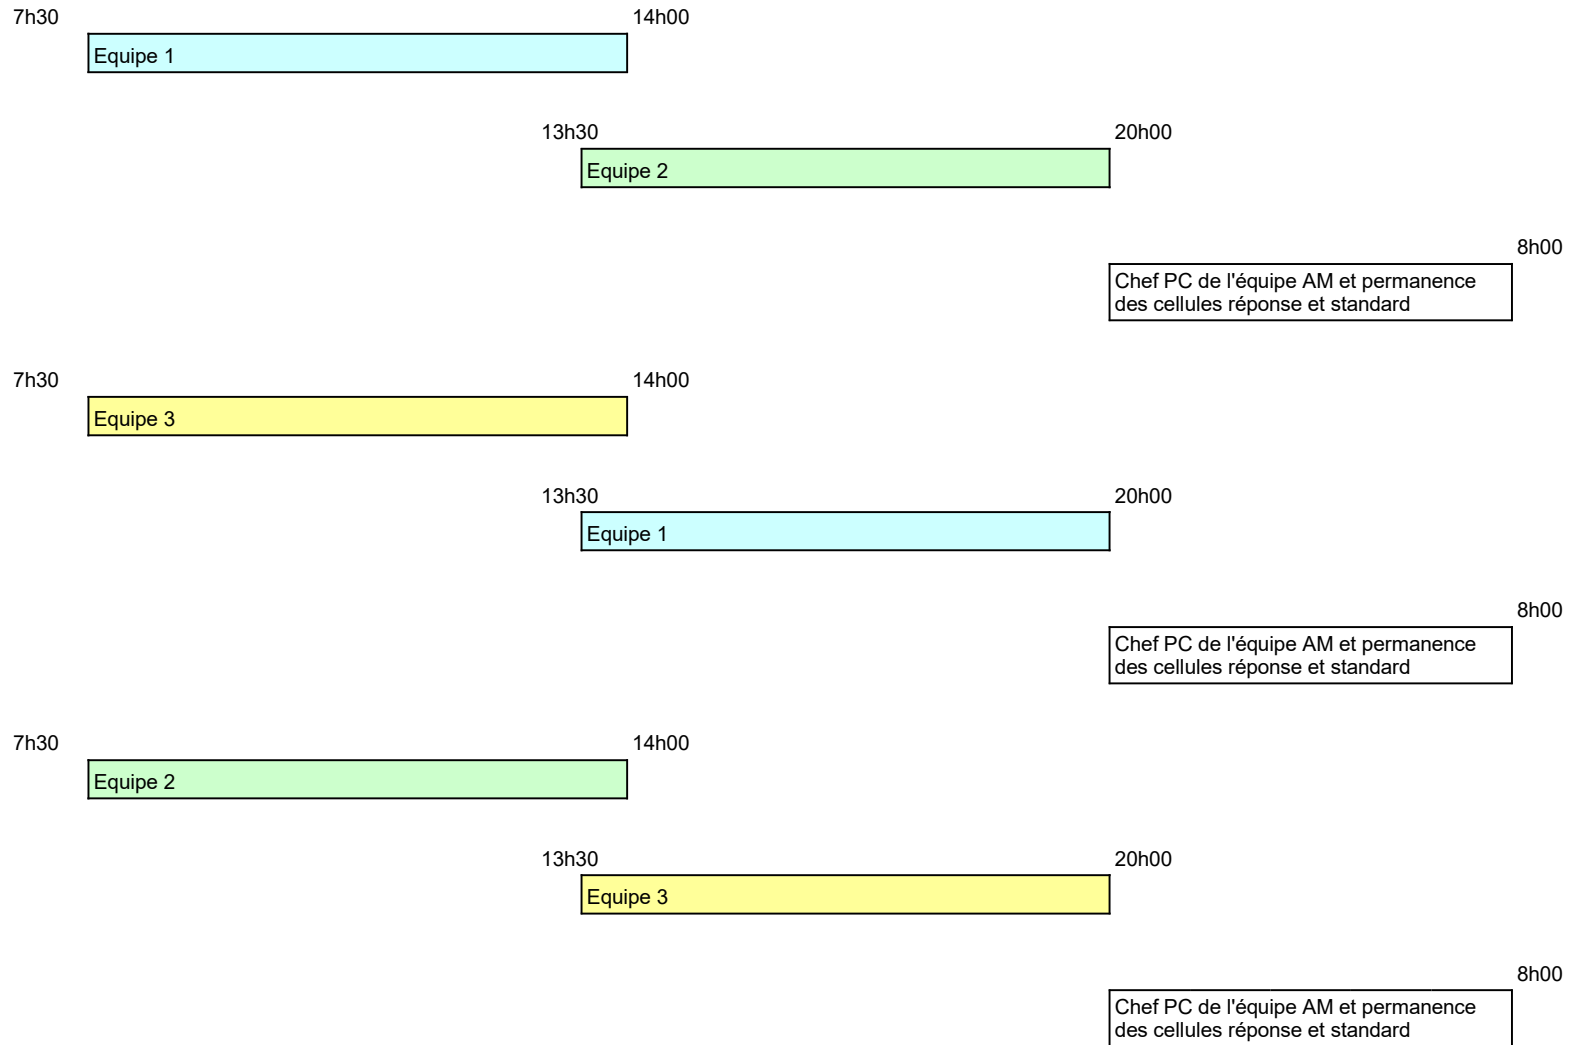 7h30
14h00
Equipe 1
13h30
20h00
Equipe 2
8h00
Chef PC de l'équipe AM et permanence
des cellules réponse et standard
7h30
14h00
Equipe 3
13h30
20h00
Equipe 1
8h00
Chef PC de l'équipe AM et permanence
des cellules réponse et standard
7h30
14h00
Equipe 2
13h30
20h00
Equipe 3
8h00
Chef PC de l'équipe AM et permanence
des cellules réponse et standard